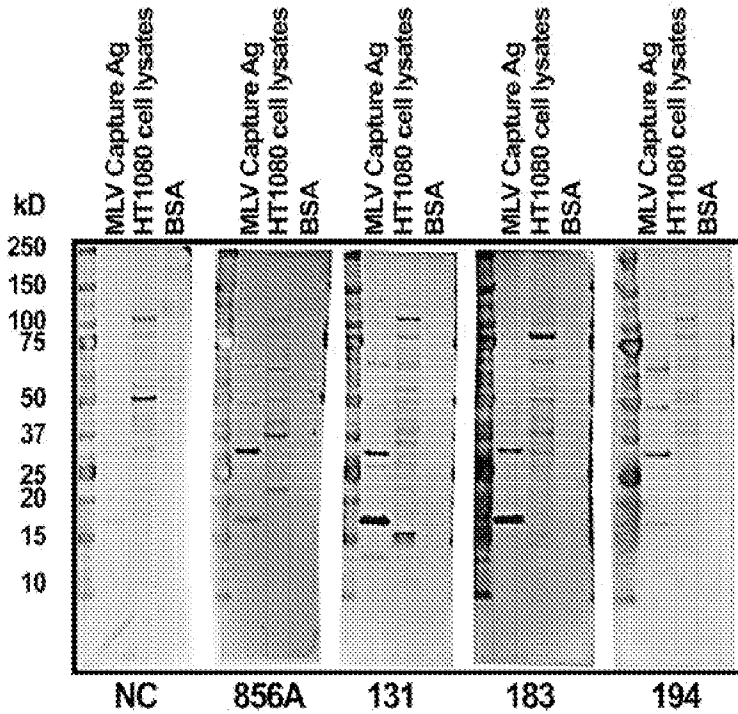 MLV Capture Ag
HT1080 cell lysates
BSA
MLV Capture Ag
HT1080 cell lysates
BSA
MLV Capture Ag
HT1080 cell lysates
BSA
MLV Capture Ag
HT1080 cell lysates
BSA
MLV Capture Ag
HT1080 cell lysates
BSA
kD
250
150
100
75
50
37
25
20
15
10
NC
856A
131
183
194